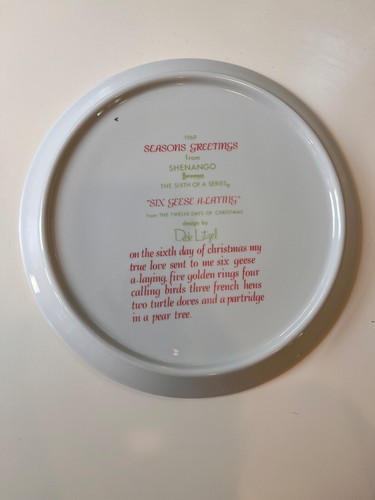 1969
SEASONS GREETINGS
from
SHENANGO
THE SIXTH OF A SERIES
"SIX GEESE A-LAYING"
from THE TWELVE DAYS OF CHRISTMAS
design by
on the sixth day of christmas my
true love sent to me six geese
a-laying, five golden rings four
calling birds three french hens
two turtle doves and a partridge
in a pear tree.